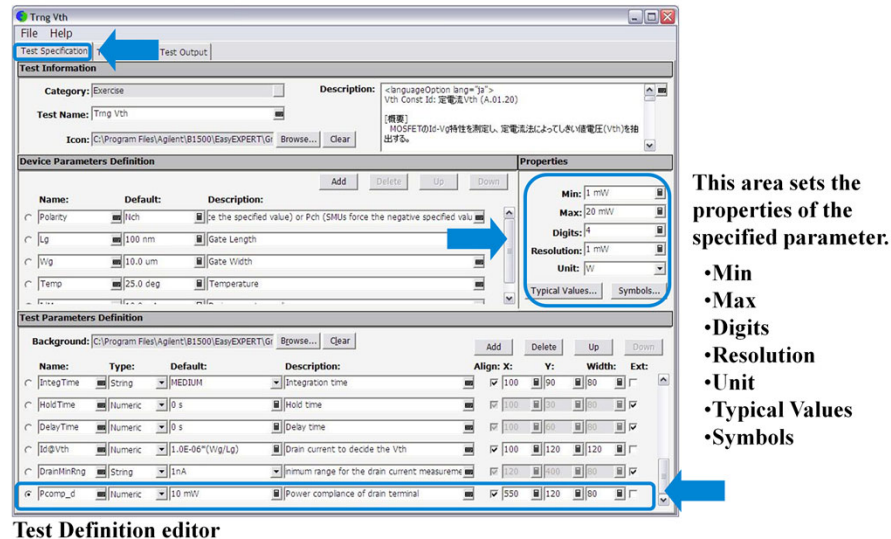 Trng Vth
File Help
Test Specification T Test Output
Test Information
Category: Exercise
Description: <languageOption lang="ja">
Vth Const Id: 定電流Vth (A.01.20)
[概要]
MOSFETのId-Vg特性を測定し、定電流法によってしきい値電圧(Vth)を抽
出する。
Test Name: Trng Vth
Icon: C:\Program Files\Agilent\B1500\EasyEXPERT\Gr Browse... Clear
Device Parameters Definition
Add Delete Up Down
Name: Default: Description:
Polarity Nch ce the specified value) or Pch (SMUs force the negative specified valu
Lg 100 nm Gate Length
Wg 10.0 um Gate Width
Temp 25.0 deg Temperature
Properties
Min: 1 mW
Max: 20 mW
Digits: 4
Resolution: 1 mW
Unit: W
Typical Values... Symbols...
Test Parameters Definition
Background: C:\Program Files\Agilent\B1500\EasyEXPERT\Gr Browse... Clear
Add Delete Up Down
Name: Type: Default: Description: Align: X: Y: Width: Ext:
IntegTime String MEDIUM Integration time 100 90 80
HoldTime Numeric 0 s Hold time 100 30 80
DelayTime Numeric 0 s Delay time 100 60 80
Id@Vth Numeric 1.0E-06*(Wg/Lg) Drain current to decide the Vth 100 120 120
DrainMinRng String 1nA nimum range for the drain current measureme 120 400 80
Pcomp_d Numeric 10 mW Power compliance of drain terminal 550 120 80
Test Definition editor
This area sets the
properties of the
specified parameter.
•Min
•Max
•Digits
•Resolution
•Unit
•Typical Values
•Symbols